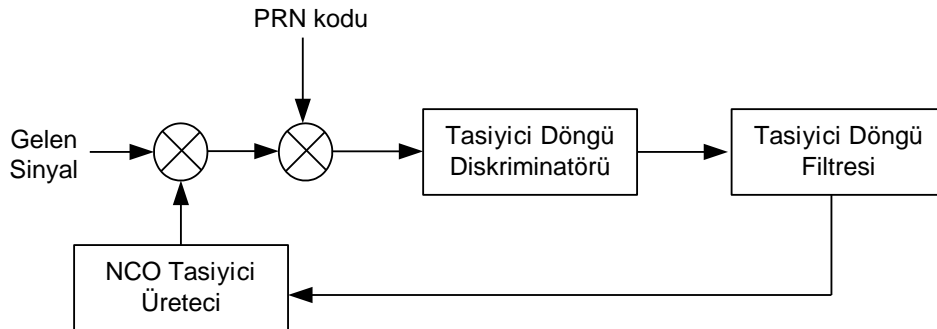 PRN kodu
Gelen
Sinyal
Tasiyici Döngü
Diskriminatörü
Tasiyici Döngü
Filtresi
NCO Tasiyici
Üreteci